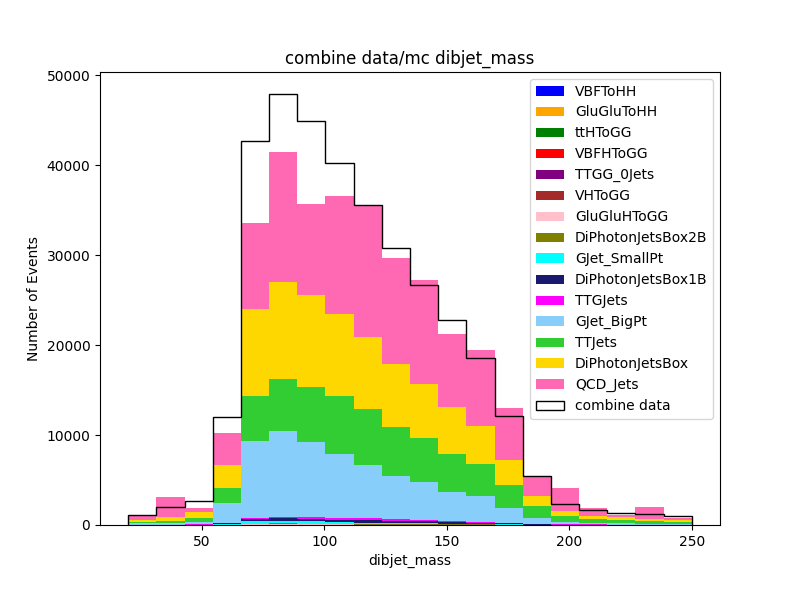 combine data/mc dibjet_mass
50000
40000
30000
20000
10000
0
Number of Events
50
100
150
200
250
dibjet_mass
VBFToHH
GluGluToHH
ttHToGG
VBFHToGG
TTGG_0Jets
VHToGG
GluGluHToGG
DiPhotonJetsBox2B
GJet_SmallPt
DiPhotonJetsBox1B
TTGJets
GJet_BigPt
TTJets
DiPhotonJetsBox
QCD_Jets
combine data